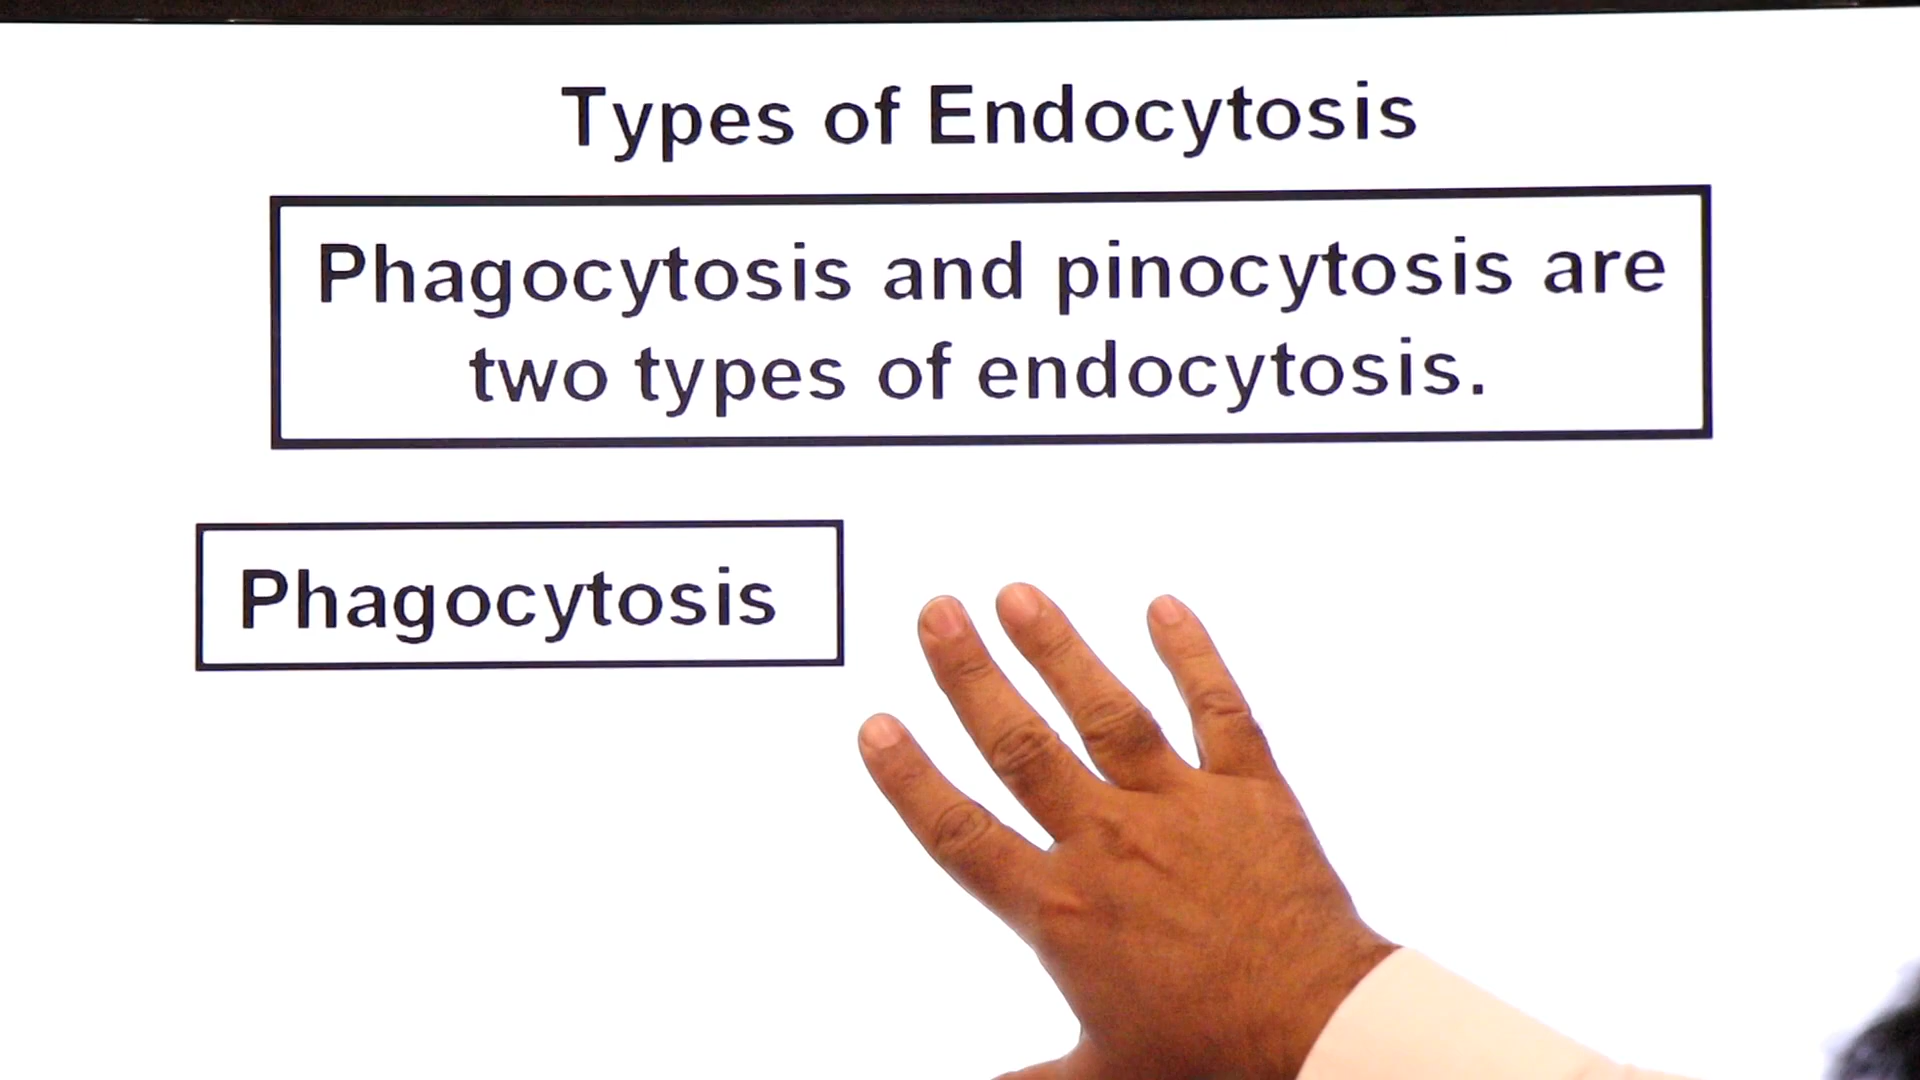 Types of Endocytosis
Phagocytosis and pinocytosis are
two types of endocytosis.
Phagocytosis